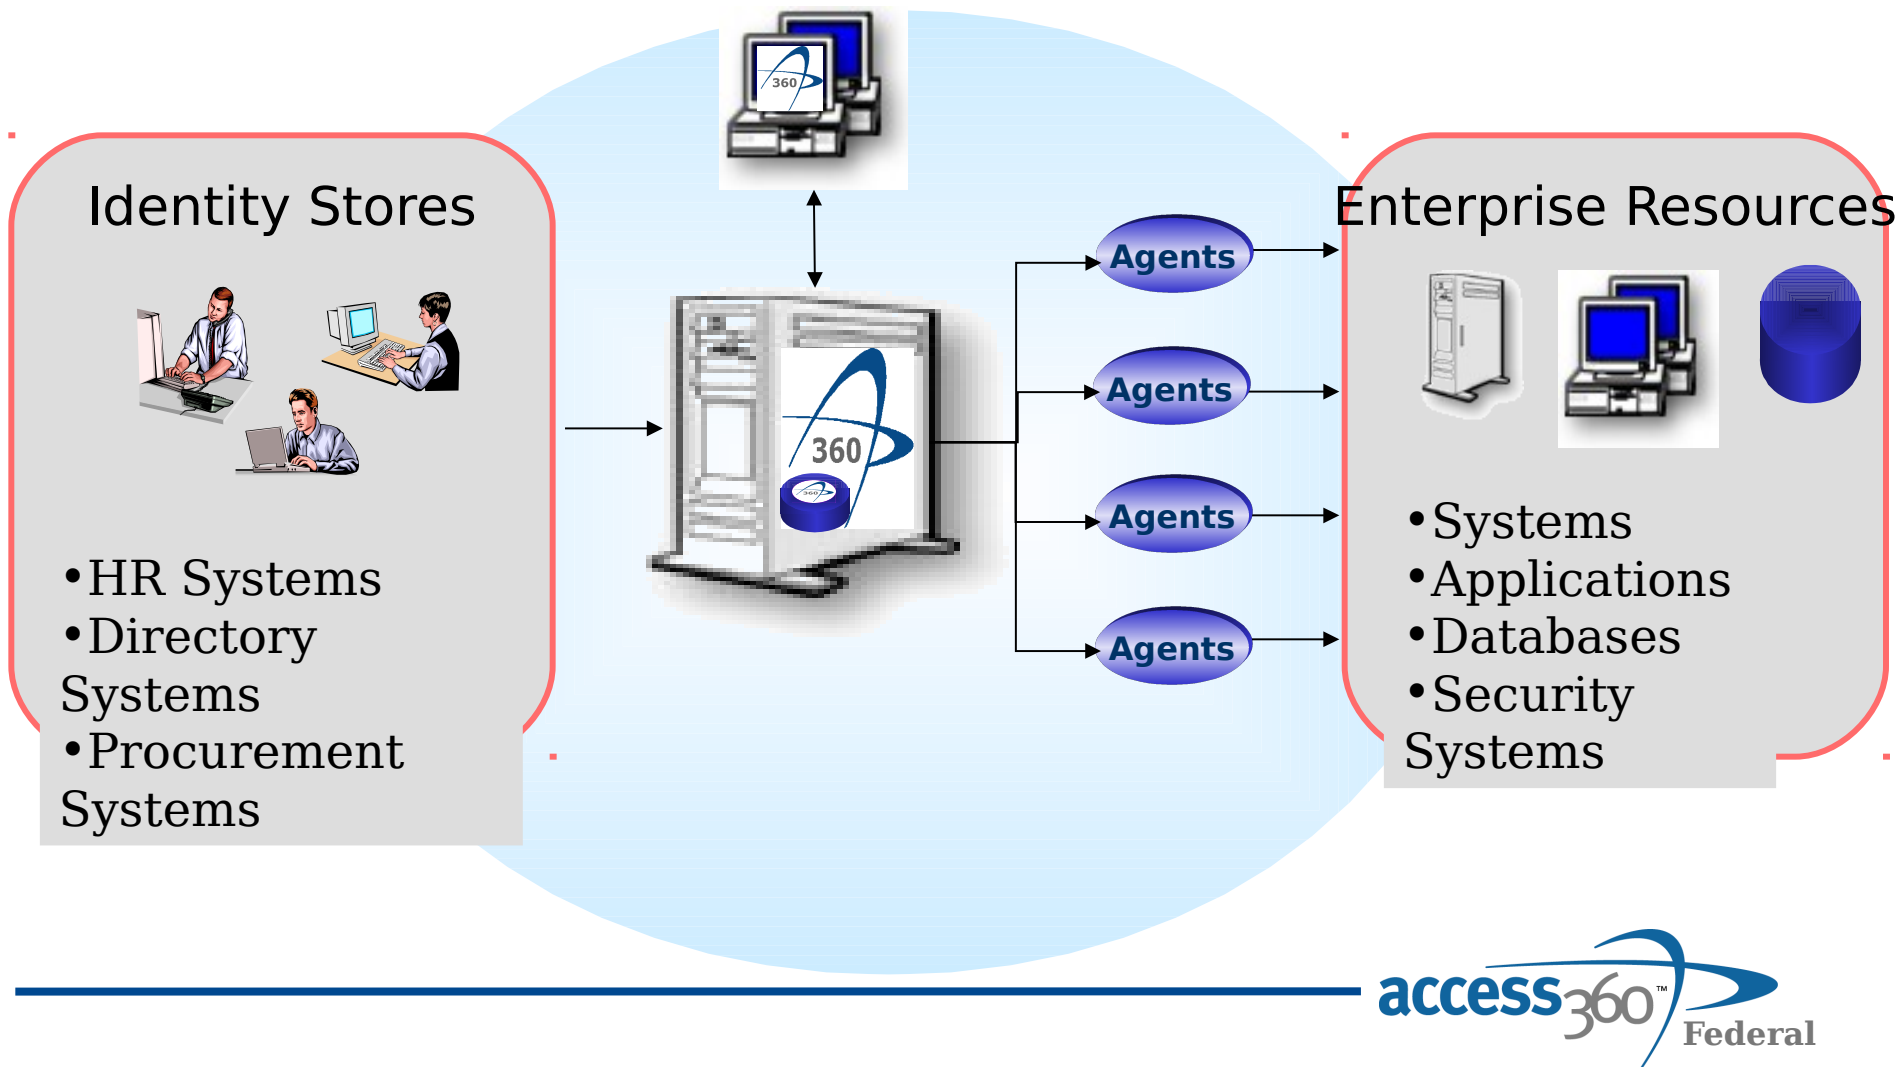 360
Identity Stores
Enterprise Resources
Agents
Agents
360
360
Agents
Agents
•HR Systems
•Directory
Systems
•Procurement
Systems
•Systems
•Applications
•Databases
•Security
Systems
access360™
Federal